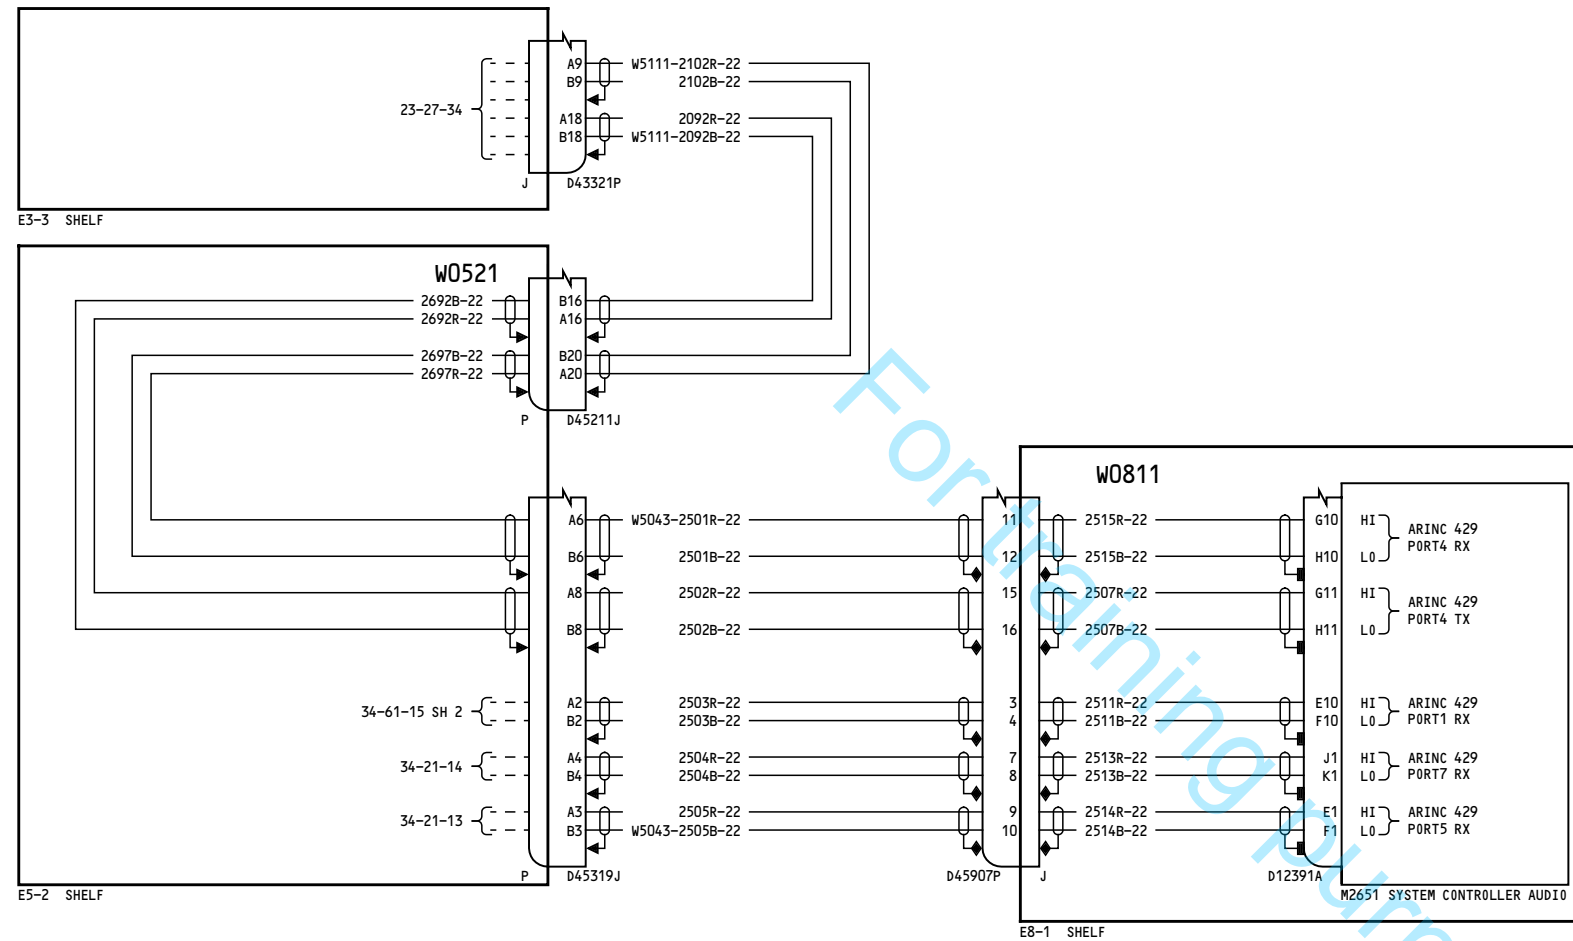 A9 W5111-2102R-22
B9 2102B-22
23-27-34
A18 2092R-22
B18 W5111-2092B-22
J D43321P
E3-3 SHELF
W0521
2692B-22 B16
2692R-22 A16
2697B-22 B20
2697R-22 A20
P D45211J
W0811
A6 W5043-2501R-22 11 2515R-22 G10 HI
ARINC 429
PORT4 RX
B6 2501B-22 12 2515B-22 H10 LO
A8 2502R-22 15 2507R-22 G11 HI
ARINC 429
PORT4 TX
B8 2502B-22 16 2507B-22 H11 LO
34-61-15 SH 2
A2 2503R-22 3 2511R-22 E10 HI
ARINC 429
PORT1 RX
B2 2503B-22 4 2511B-22 F10 LO
34-21-14
A4 2504R-22 7 2513R-22 J1 HI
ARINC 429
PORT7 RX
B4 2504B-22 8 2513B-22 K1 LO
34-21-13
A3 2505R-22 9 2514R-22 E1 HI
ARINC 429
PORT5 RX
B3 W5043-2505B-22 10 2514B-22 F1 LO
P D45319J D45907P J D12391A
E5-2 SHELF
M2651 SYSTEM CONTROLLER AUDIO
E8-1 SHELF
For training